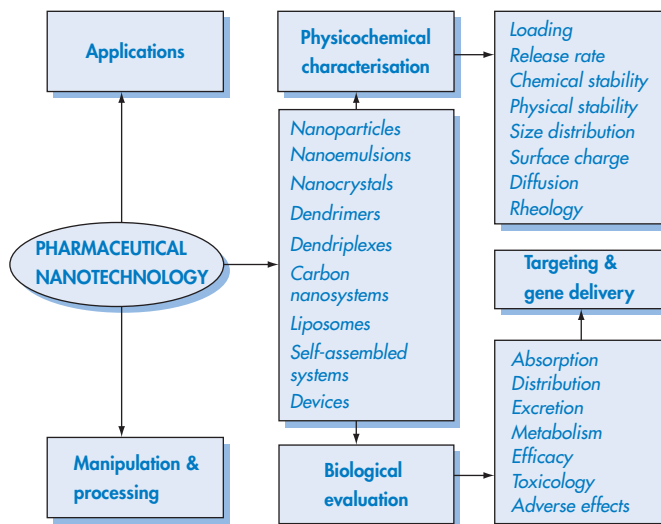 Applications
PHARMACEUTICAL
NANOTECHNOLOGY
Manipulation &
processing
Physicochemical
characterisation
Nanoparticles
Nanoemulsions
Nanocrystals
Dendrimers
Dendriplexes
Carbon
nanosystems
Liposomes
Self-assembled
systems
Devices
Biological
evaluation
Loading
Release rate
Chemical stability
Physical stability
Size distribution
Surface charge
Diffusion
Rheology
Targeting &
gene delivery
Absorption
Distribution
Excretion
Metabolism
Efficacy
Toxicology
Adverse effects